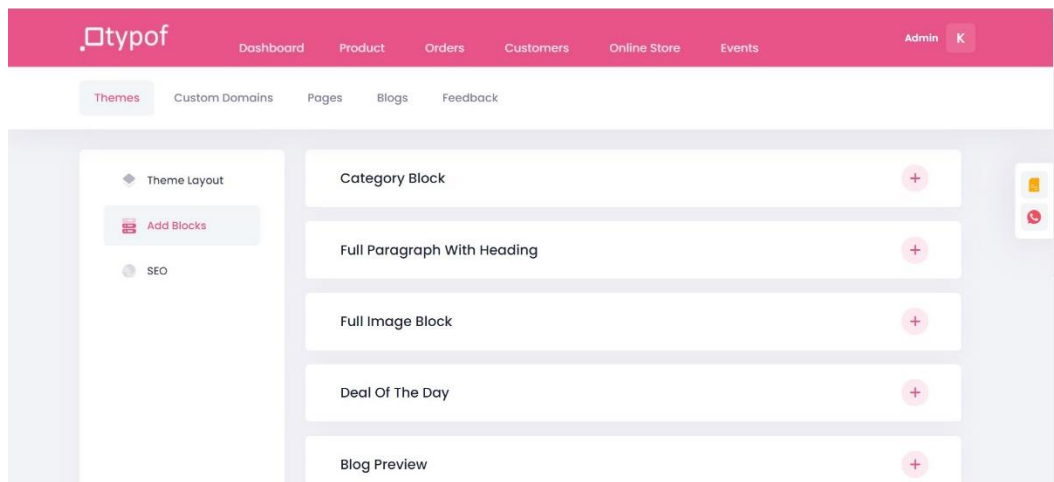 typof
Dashboard Product Orders Customers Online Store Events
Admin K
Themes Custom Domains Pages Blogs Feedback
Theme Layout
Add Blocks
SEO
Category Block
Full Paragraph With Heading
Full Image Block
Deal Of The Day
Blog Preview